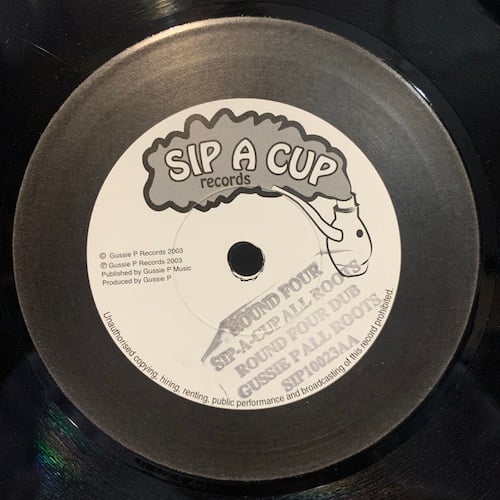 SIP A CUP
records
© Gussie P Records 2003
℗ Gussie P Records 2003
Published by Gussie P Music
Produced by Gussie P
ROUND FOUR
SIP-A-CUP ALL ROOTS
ROUND FOUR DUB
GUSSIE P ALL ROOTS
SIP10023AA
Unauthorised copying, hiring, renting, public performance and broadcasting of this record prohibited.